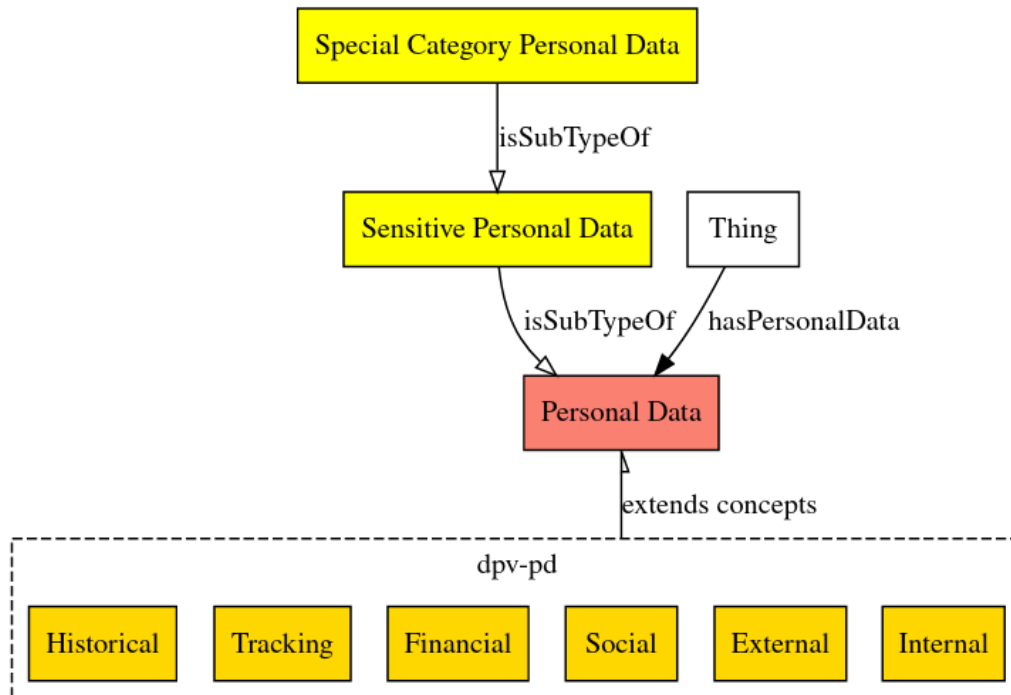 Special Category Personal Data
isSubTypeOf
Sensitive Personal Data
Thing
isSubTypeOf
hasPersonalData
Personal Data
extends concepts
dpv-pd
Historical
Tracking
Financial
Social
External
Internal